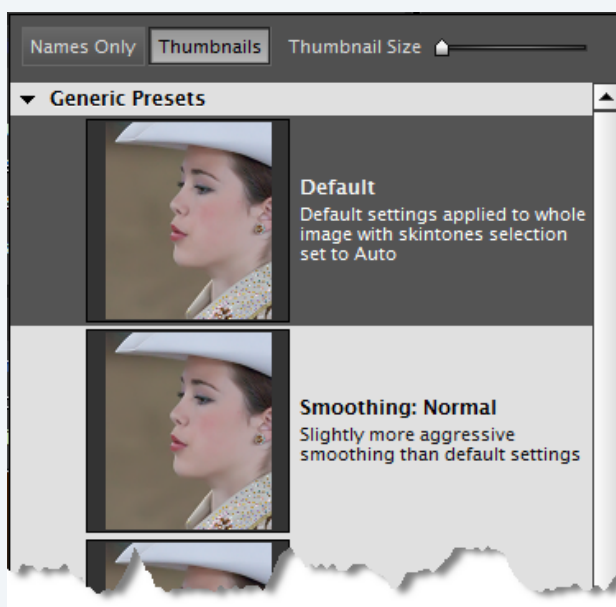 Names Only Thumbnails Thumbnail Size
Generic Presets
Default
Default settings applied to whole
image with skintones selection
set to Auto
Smoothing: Normal
Slightly more aggressive
smoothing than default settings